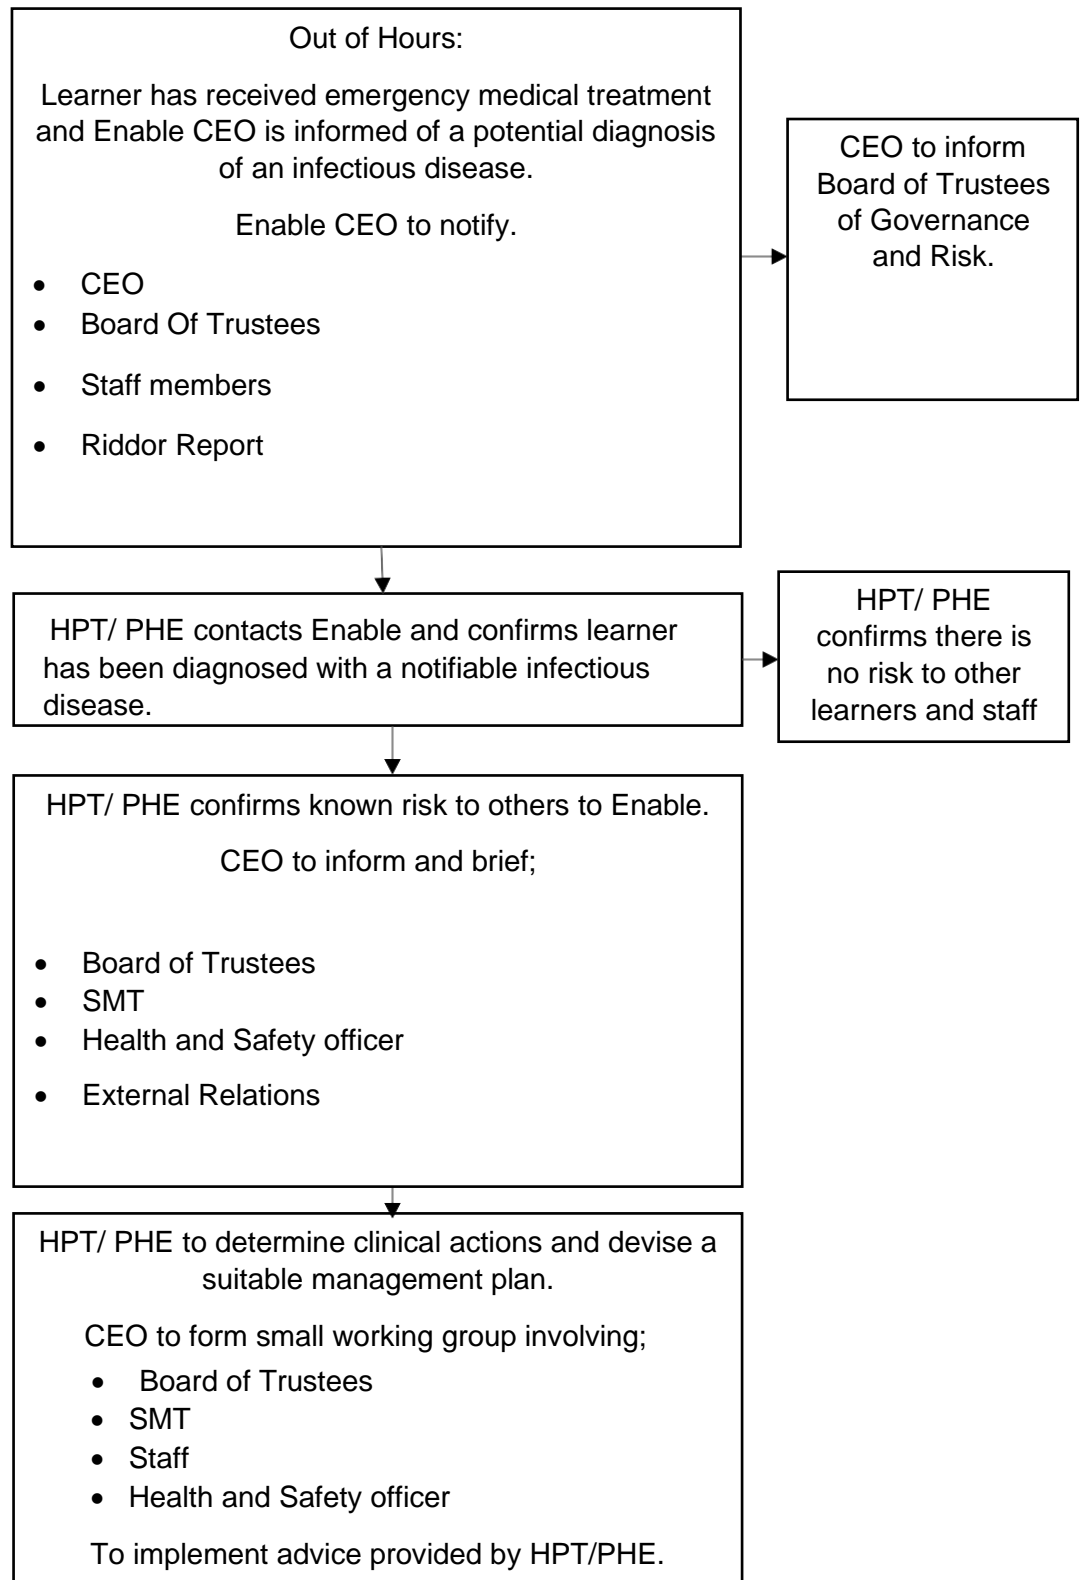 Out of Hours:
Learner has received emergency medical treatment
and Enable CEO is informed of a potential diagnosis
of an infectious disease.
Enable CEO to notify.
• CEO
• Board Of Trustees
• Staff members
• Riddor Report
CEO to inform
Board of Trustees
of Governance
and Risk.
HPT/ PHE contacts Enable and confirms learner
has been diagnosed with a notifiable infectious
disease.
HPT/ PHE
confirms there is
no risk to other
learners and staff
HPT/ PHE confirms known risk to others to Enable.
CEO to inform and brief;
• Board of Trustees
• SMT
• Health and Safety officer
• External Relations
HPT/ PHE to determine clinical actions and devise a
suitable management plan.
CEO to form small working group involving;
• Board of Trustees
• SMT
• Staff
• Health and Safety officer
To implement advice provided by HPT/PHE.